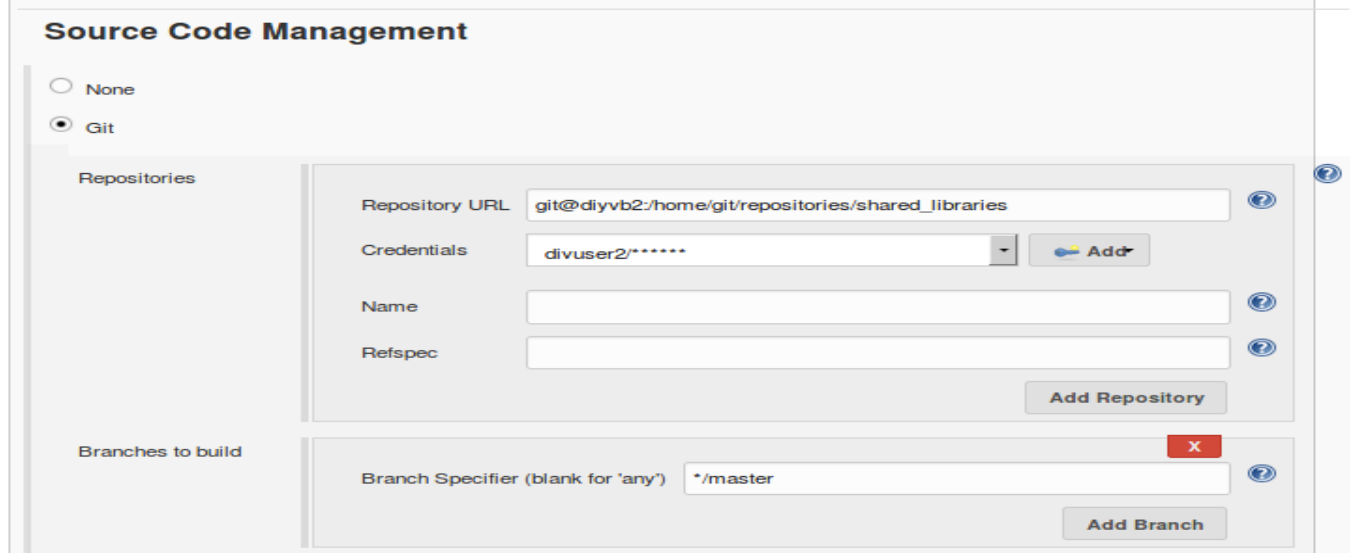 Source Code Management
None
Git
Repositories
Repository URL git@diyvb2:/home/git/repositories/shared_libraries
Credentials divuser2/****** Add
Name
Refspec
Add Repository
Branches to build
X
Branch Specifier (blank for 'any') */master
Add Branch